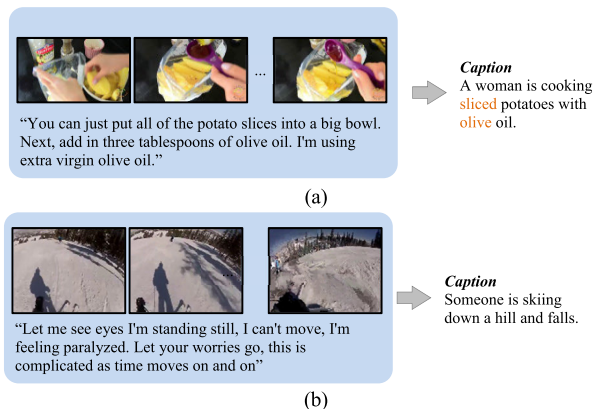 "You can just put all of the potato slices into a big bowl.
Next, add in three tablespoons of olive oil. I'm using
extra virgin olive oil."
...
Caption
A woman is cooking
sliced potatoes with
olive oil.
(a)
...
"Let me see eyes I'm standing still, I can't move, I'm
feeling paralyzed. Let your worries go, this is
complicated as time moves on and on"
Caption
Someone is skiing
down a hill and falls.
(b)